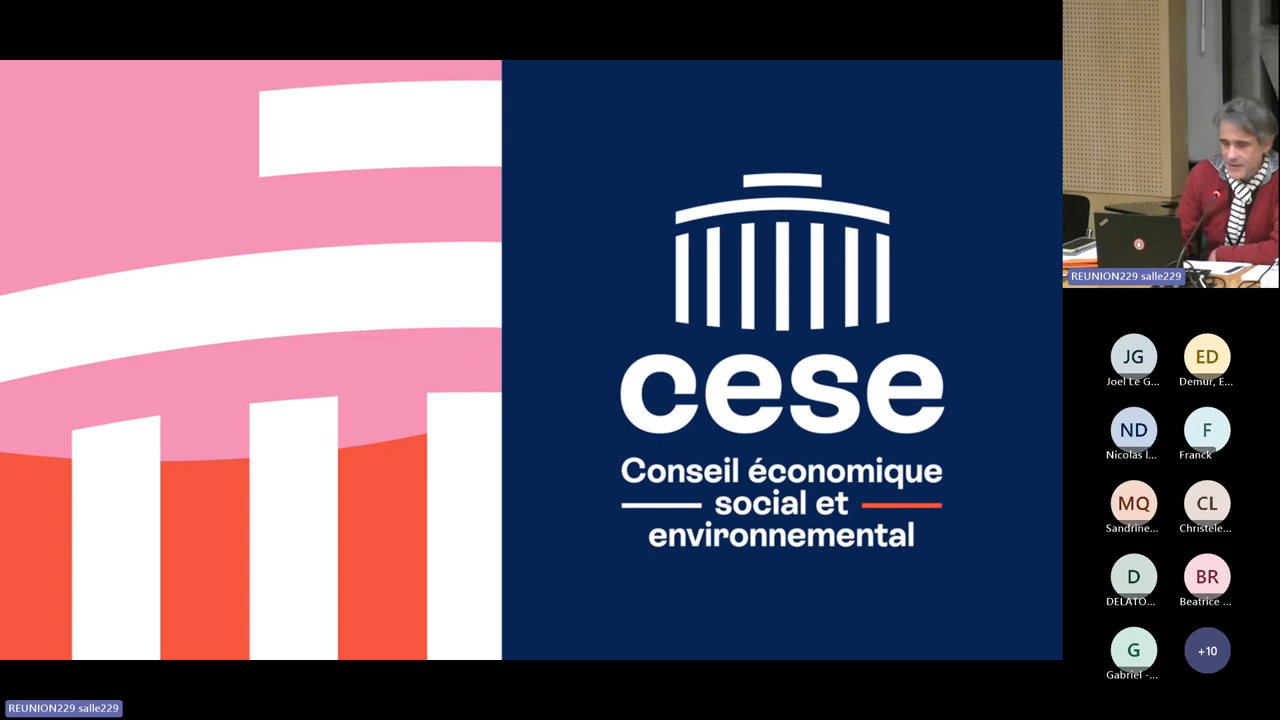 cese
Conseil économique
social et
environnemental
REUNION229 salle229
REUNION229 salle229
JG
Joel Le G...
ED
Demur, E...
ND
Nicolas l...
F
Franck
MQ
Sandrine...
CL
Christele...
D
DELATO...
BR
Beatrice ...
G
Gabriel -...
+10